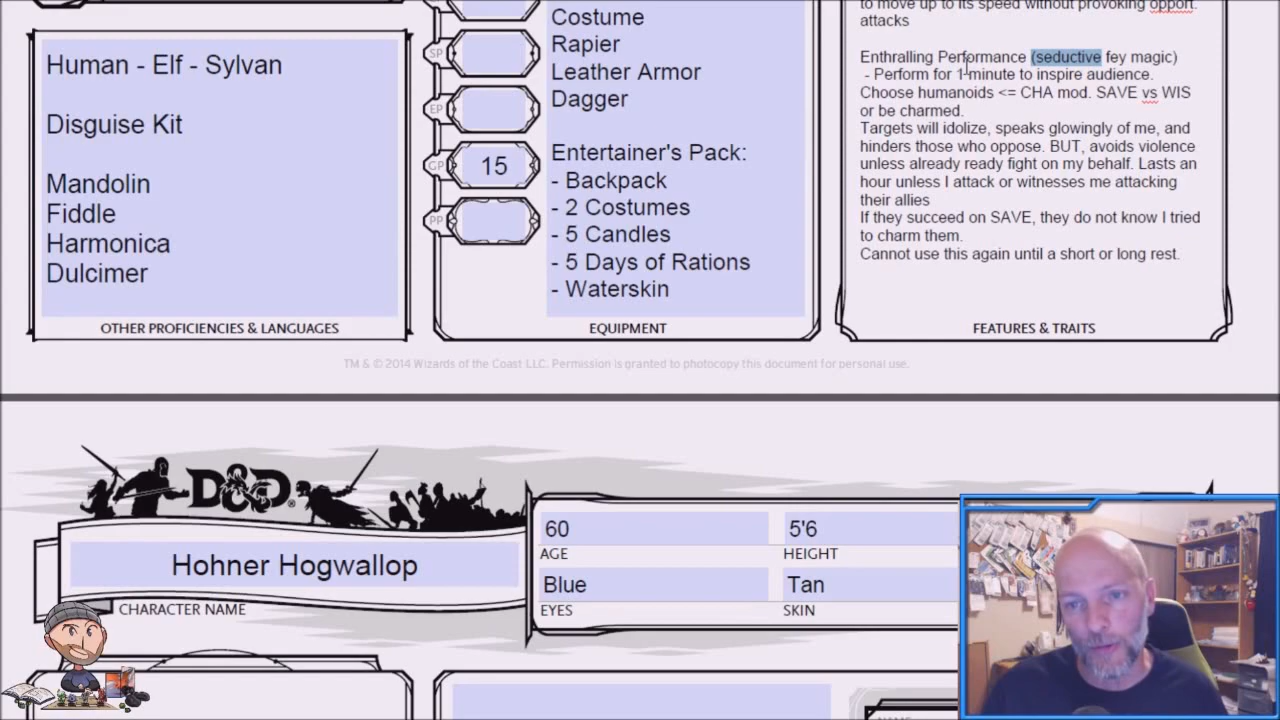 Human - Elf - Sylvan
Disguise Kit
Mandolin
Fiddle
Harmonica
Dulcimer
OTHER PROFICIENCIES & LANGUAGES
SP
EP
GP
15
PP
Costume
Rapier
Leather Armor
Dagger
Entertainer's Pack:
- Backpack
- 2 Costumes
- 5 Candles
- 5 Days of Rations
- Waterskin
EQUIPMENT
to move up to its speed without provoking opport.
attacks
Enthralling Performance (seductive fey magic)
- Perform for 1 minute to inspire audience.
Choose humanoids <= CHA mod. SAVE vs WIS
or be charmed.
Targets will idolize, speaks glowingly of me, and
hinders those who oppose. BUT, avoids violence
unless already ready fight on my behalf. Lasts an
hour unless I attack or witnesses me attacking
their allies
If they succeed on SAVE, they do not know I tried
to charm them.
Cannot use this again until a short or long rest.
FEATURES & TRAITS
TM & © 2014 Wizards of the Coast LLC. Permission is granted to photocopy this document for personal use.
D&D
Hohner Hogwallop
CHARACTER NAME
60
AGE
5'6
HEIGHT
Blue
EYES
Tan
SKIN